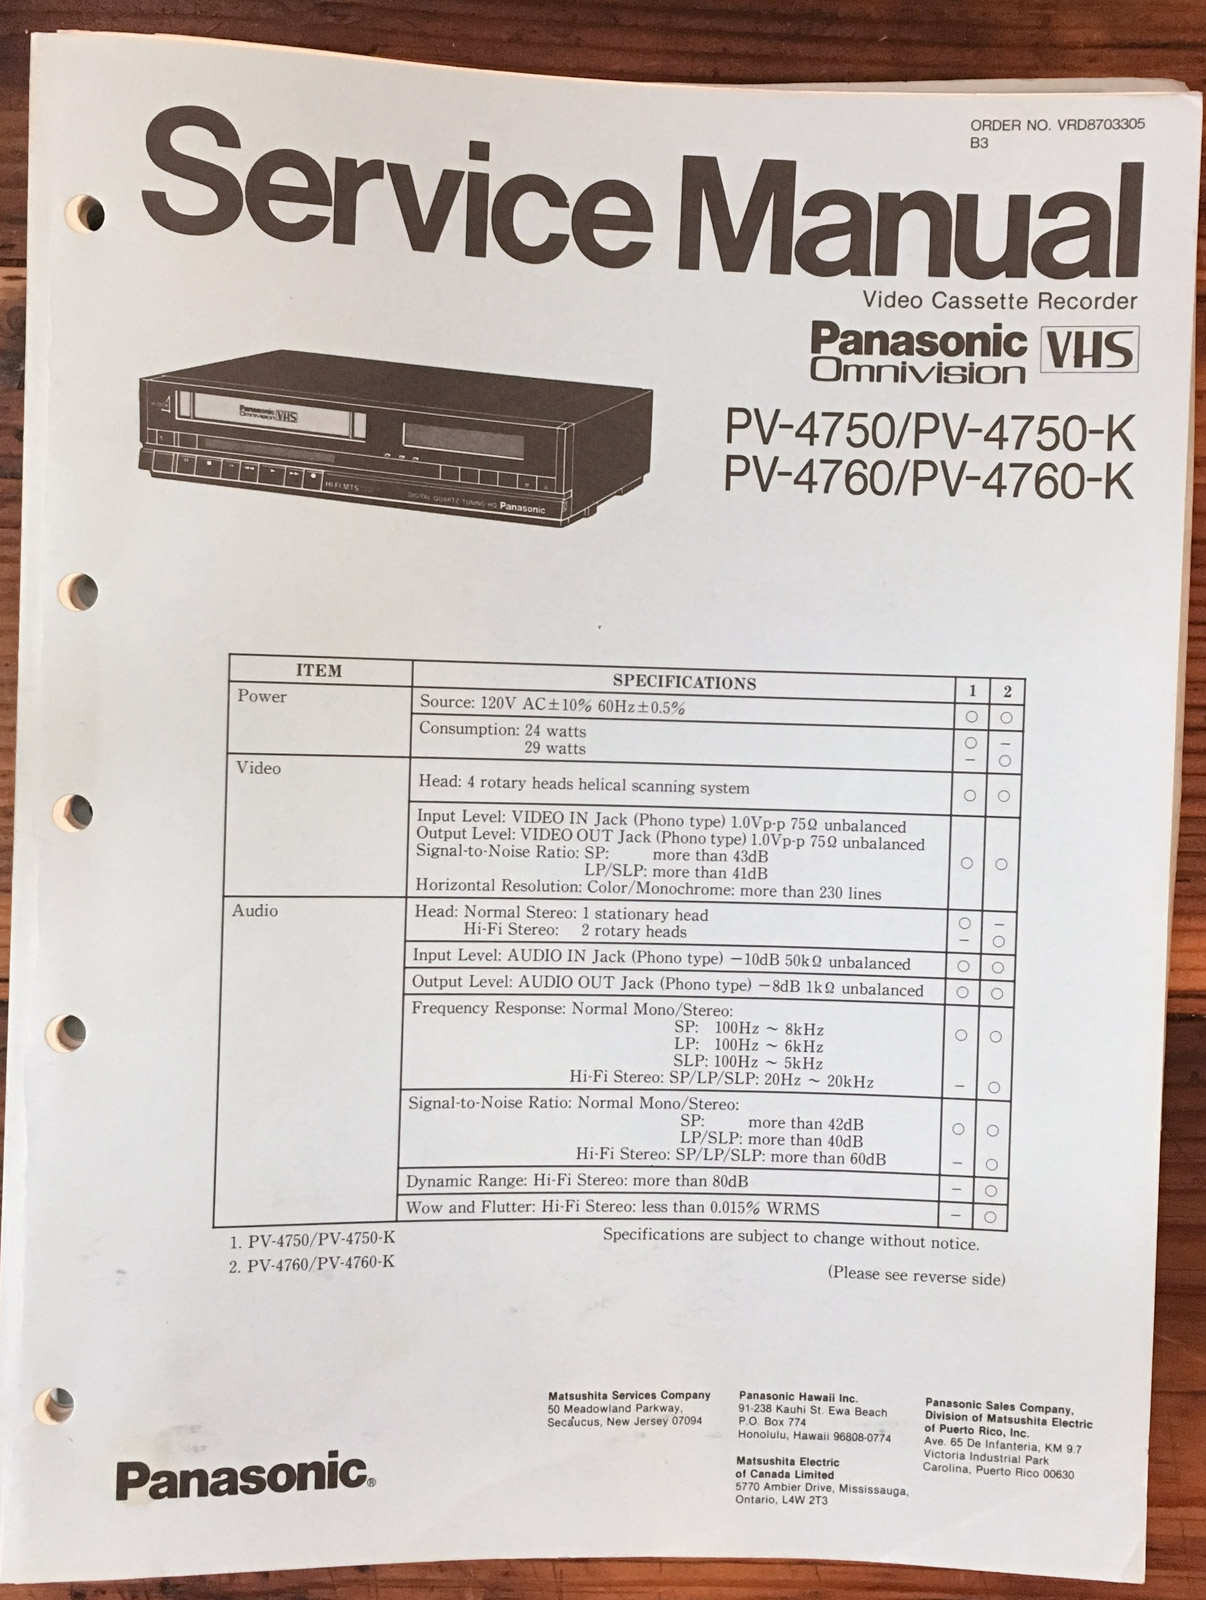 ORDER NO. VRD8703305
B3
Service Manual
Video Cassette Recorder
Panasonic
Omnivision
VHS
PV-4750/PV-4750-K
PV-4760/PV-4760-K
Panasonic
Omnivision VHS
HI-FI MTS
DIGITAL QUARTZ TUNING HQ Panasonic
ITEM SPECIFICATIONS 1 2
Power Source: 120V AC±10% 60Hz±0.5% ○ ○
Consumption: 24 watts ○ –
29 watts – ○
Video Head: 4 rotary heads helical scanning system ○ ○
Input Level: VIDEO IN Jack (Phono type) 1.0Vp-p 75Ω unbalanced
Output Level: VIDEO OUT Jack (Phono type) 1.0Vp-p 75Ω unbalanced
Signal-to-Noise Ratio: SP: more than 43dB ○ ○
LP/SLP: more than 41dB
Horizontal Resolution: Color/Monochrome: more than 230 lines
Audio Head: Normal Stereo: 1 stationary head ○ –
Hi-Fi Stereo: 2 rotary heads – ○
Input Level: AUDIO IN Jack (Phono type) −10dB 50kΩ unbalanced ○ ○
Output Level: AUDIO OUT Jack (Phono type) −8dB 1kΩ unbalanced ○ ○
Frequency Response: Normal Mono/Stereo:
SP: 100Hz ~ 8kHz ○ ○
LP: 100Hz ~ 6kHz
SLP: 100Hz ~ 5kHz
Hi-Fi Stereo: SP/LP/SLP: 20Hz ~ 20kHz – ○
Signal-to-Noise Ratio: Normal Mono/Stereo:
SP: more than 42dB ○ ○
LP/SLP: more than 40dB
Hi-Fi Stereo: SP/LP/SLP: more than 60dB – ○
Dynamic Range: Hi-Fi Stereo: more than 80dB – ○
Wow and Flutter: Hi-Fi Stereo: less than 0.015% WRMS – ○
1. PV-4750/PV-4750-K
2. PV-4760/PV-4760-K
Specifications are subject to change without notice.
(Please see reverse side)
Panasonic®
Matsushita Services Company
50 Meadowland Parkway,
Secaucus, New Jersey 07094
Panasonic Hawaii Inc.
91-238 Kauhi St. Ewa Beach
P.O. Box 774
Honolulu, Hawaii 96808-0774
Matsushita Electric
of Canada Limited
5770 Ambler Drive, Mississauga,
Ontario, L4W 2T3
Panasonic Sales Company,
Division of Matsushita Electric
of Puerto Rico, Inc.
Ave. 65 De Infanteria, KM 9.7
Victoria Industrial Park
Carolina, Puerto Rico 00630